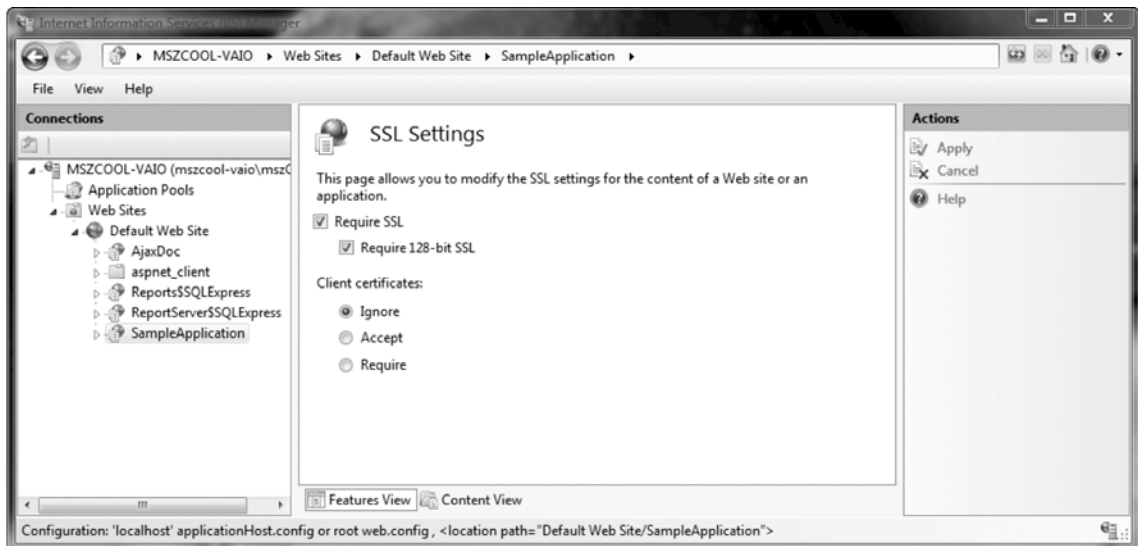 Internet Information Services (IIS) Manager
MSZCOOL-VAIO Web Sites Default Web Site SampleApplication
File View Help
Connections
MSZCOOL-VAIO (mszcool-vaio\mszC
Application Pools
Web Sites
Default Web Site
AjaxDoc
aspnet_client
Reports$SQLExpress
ReportServer$SQLExpress
SampleApplication
SSL Settings
This page allows you to modify the SSL settings for the content of a Web site or an
application.
Require SSL
Require 128-bit SSL
Client certificates:
Ignore
Accept
Require
Features View Content View
Actions
Apply
Cancel
Help
Configuration: 'localhost' applicationHost.config or root web.config , <location path="Default Web Site/SampleApplication">